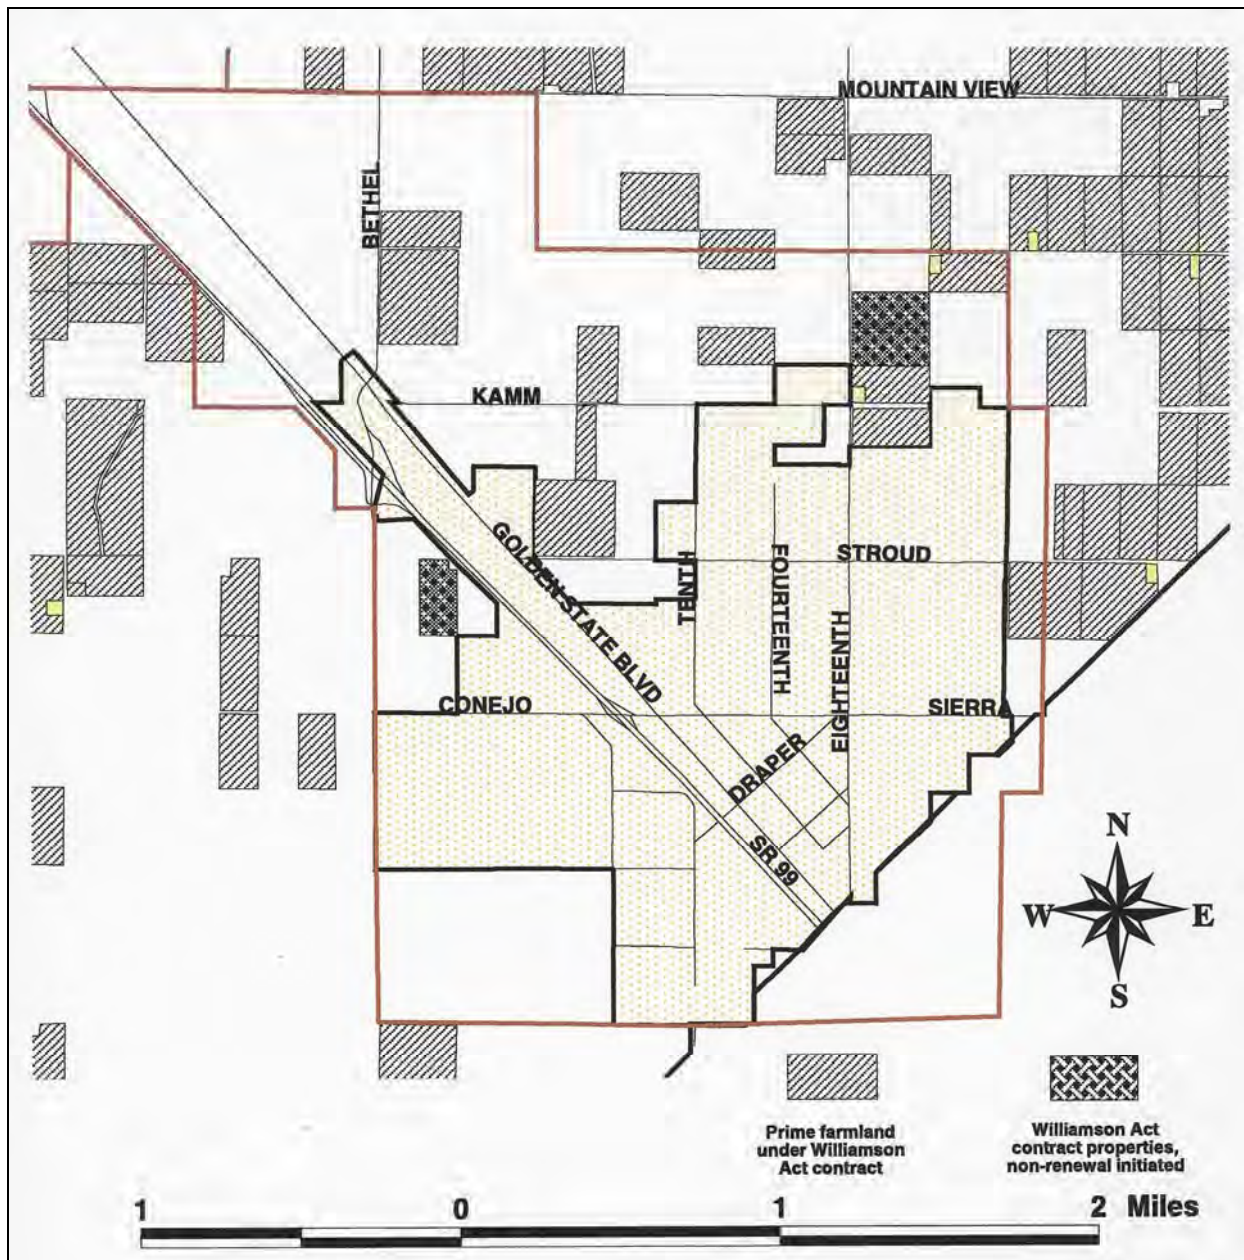 MOUNTAIN VIEW
BETHEL
KAMM
GOLDEN STATE BLVD
TENTH
FOURTEENTH
STROUD
EIGHTEENTH
CONEJO
SIERRA
DRAPER
SR 99
N
W
E
S
Prime farmland
under Williamson
Act contract
Williamson Act
contract properties,
non-renewal initiated
1 0 1 2 Miles